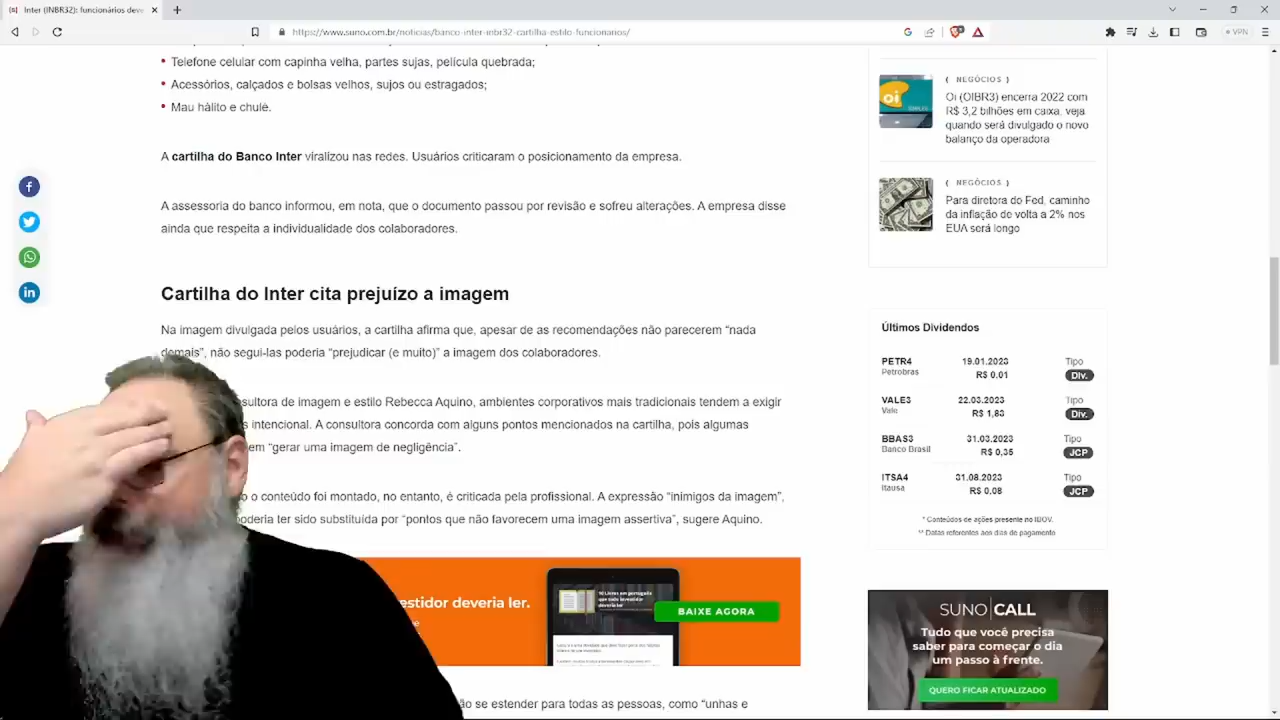 Inter (INBR32): funcionários deve
https://www.suno.com.br/noticias/banco-inter-inbr32-cartilha-estilo-funcionarios/
VPN
Telefone celular com capinha velha, partes sujas, película quebrada;
Acessórios, calçados e bolsas velhos, sujos ou estragados;
Mau hálito e chulé.
A cartilha do Banco Inter viralizou nas redes. Usuários criticaram o posicionamento da empresa.
A assessoria do banco informou, em nota, que o documento passou por revisão e sofreu alterações. A empresa disse
ainda que respeita a individualidade dos colaboradores.
Cartilha do Inter cita prejuízo a imagem
Na imagem divulgada pelos usuários, a cartilha afirma que, apesar de as recomendações não parecerem “nada
demais”, não segui-las poderia “prejudicar (e muito)” a imagem dos colaboradores.
sultora de imagem e estilo Rebecca Aquino, ambientes corporativos mais tradicionais tendem a exigir
s intencional. A consultora concorda com alguns pontos mencionados na cartilha, pois algumas
em “gerar uma imagem de negligência”.
o o conteúdo foi montado, no entanto, é criticada pela profissional. A expressão “inimigos da imagem”,
poderia ter sido substituída por “pontos que não favorecem uma imagem assertiva”, sugere Aquino.
estidor deveria ler.
BAIXE AGORA
ão se estender para todas as pessoas, como “unhas e
( NEGÓCIOS )
Oi (OIBR3) encerra 2022 com
R$ 3,2 bilhões em caixa, veja
quando será divulgado o novo
balanço da operadora
( NEGÓCIOS )
Para diretora do Fed, caminho
da inflação de volta a 2% nos
EUA será longo
Últimos Dividendos
PETR4 19.01.2023 Tipo
Petrobras R$ 0,01 Div.
VALE3 22.03.2023 Tipo
Vale R$ 1,83 Div.
BBAS3 31.03.2023 Tipo
Banco Brasil R$ 0,35 JCP
ITSA4 31.08.2023 Tipo
Itausa R$ 0,08 JCP
* Conteúdos de ações presente no IBOV.
** Datas referentes aos dias de pagamento
SUNO CALL
Tudo que você precisa
saber para começar o dia
um passo à frente.
QUERO FICAR ATUALIZADO